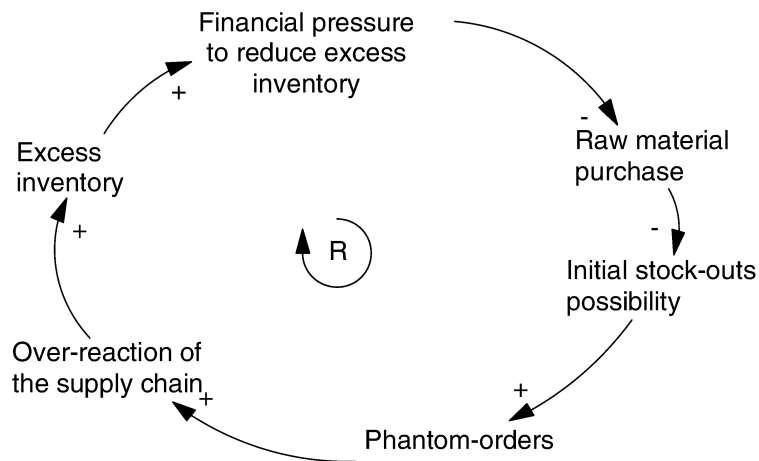 Financial pressure
to reduce excess
inventory
+
-
Raw material
purchase
Excess
inventory
+
-
R
Initial stock-outs
possibility
Over-reaction of
the supply chain
+
+
Phantom-orders